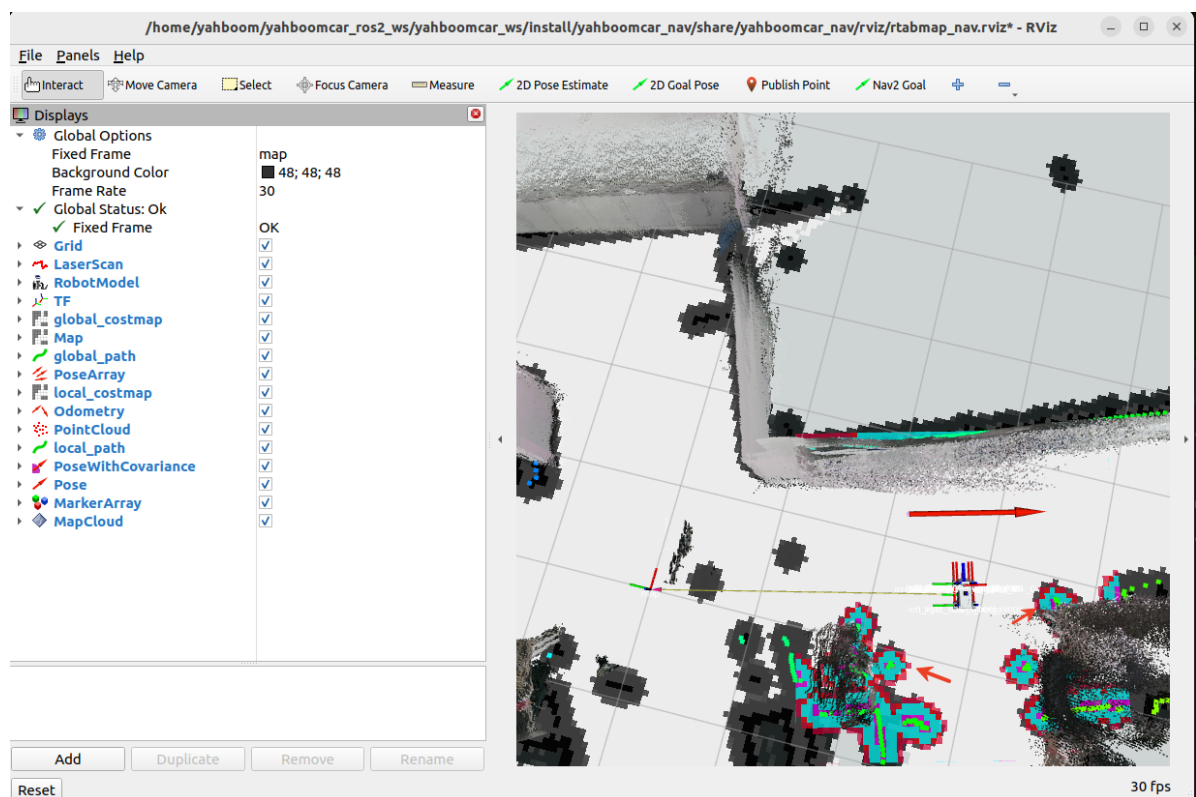 /home/yahboom/yahboomcar_ros2_ws/yahboomcar_ws/install/yahboomcar_nav/share/yahboomcar_nav/rviz/rtabmap_nav.rviz* - RViz
File Panels Help
Interact Move Camera Select Focus Camera Measure 2D Pose Estimate 2D Goal Pose Publish Point Nav2 Goal
Displays
Global Options
Fixed Frame map
Background Color 48; 48; 48
Frame Rate 30
Global Status: Ok
Fixed Frame OK
Grid
LaserScan
RobotModel
TF
global_costmap
Map
global_path
PoseArray
local_costmap
Odometry
PointCloud
local_path
PoseWithCovariance
Pose
MarkerArray
MapCloud
Add Duplicate Remove Rename
Reset 30 fps